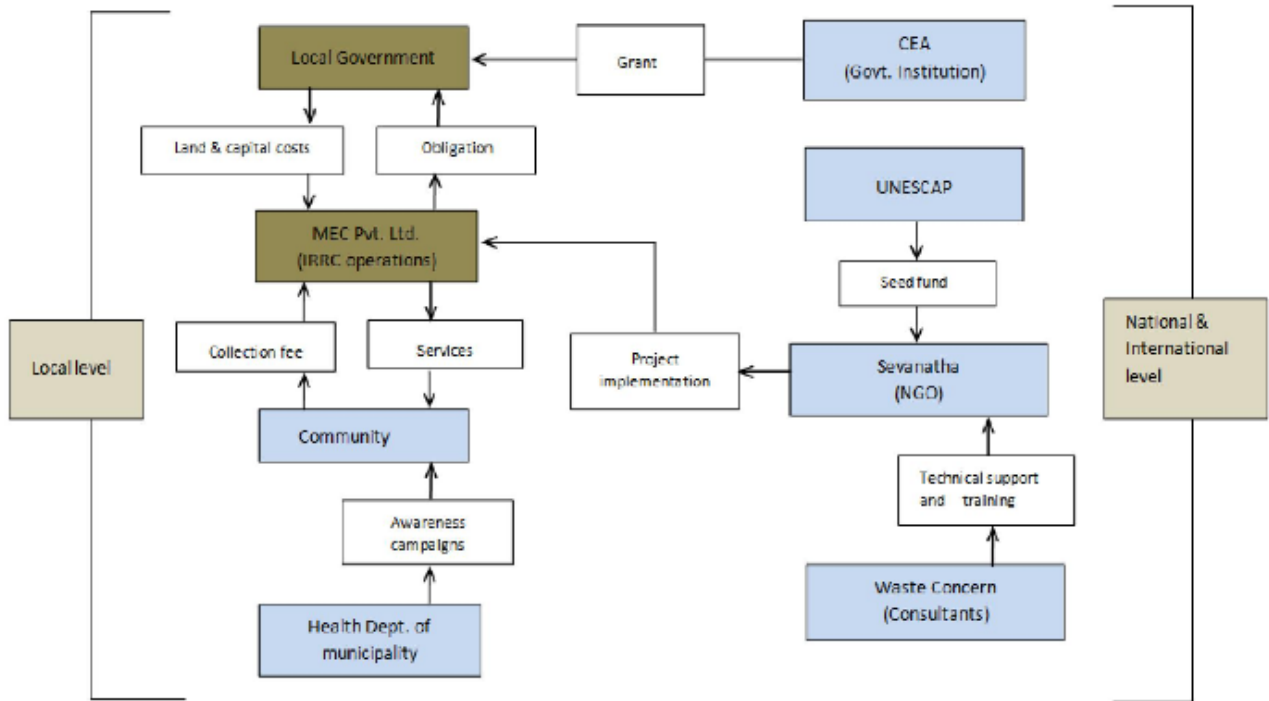 Local Government
Grant
CEA
(Govt. Institution)
Land & capital costs
Obligation
UNESCAP
MEC Pvt. Ltd.
(IRRC operations)
Seed fund
Collection fee
Services
Project
implementation
Sevanatha
(NGO)
Local level
National &
International
level
Community
Technical support
and training
Awareness
campaigns
Waste Concern
(Consultants)
Health Dept. of
municipality